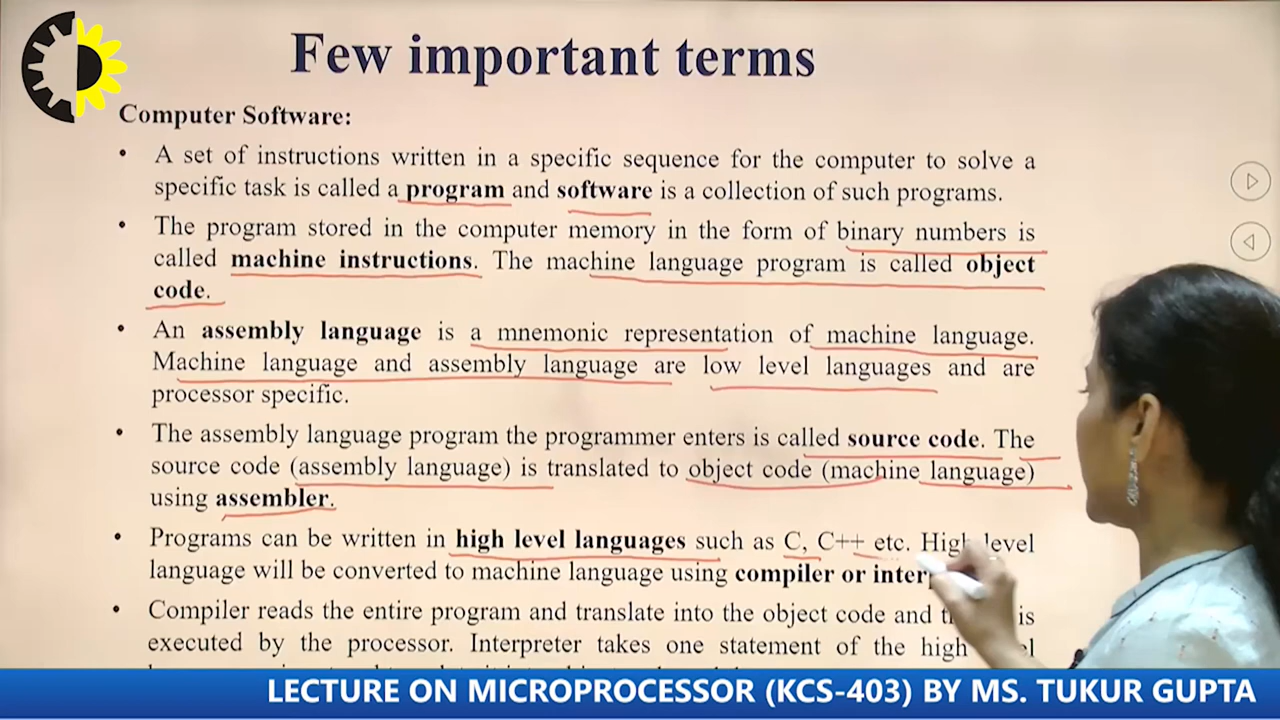 Few important terms
Computer Software:
• A set of instructions written in a specific sequence for the computer to solve a
specific task is called a program and software is a collection of such programs.
• The program stored in the computer memory in the form of binary numbers is
called machine instructions. The machine language program is called object
code.
• An assembly language is a mnemonic representation of machine language.
Machine language and assembly language are low level languages and are
processor specific.
• The assembly language program the programmer enters is called source code. The
source code (assembly language) is translated to object code (machine language)
using assembler.
• Programs can be written in high level languages such as C, C++ etc. High level
language will be converted to machine language using compiler or
• Compiler reads the entire program and translate into the object code and is
executed by the processor. Interpreter takes one statement of the high
LECTURE ON MICROPROCESSOR (KCS-403) BY MS. TUKUR GUPTA